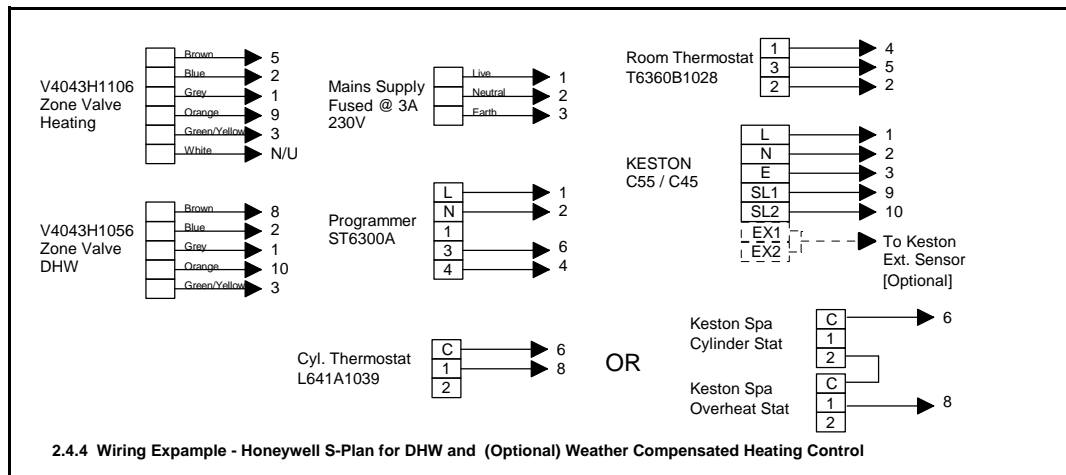 V4043H1106
Zone Valve
Heating
Brown 5
Blue 2
Grey 1
Orange 9
Green/Yellow 3
White N/U
Mains Supply
Fused @ 3A
230V
Live 1
Neutral 2
Earth 3
Room Thermostat
T6360B1028
1 4
3 5
2 2
V4043H1056
Zone Valve
DHW
Brown 8
Blue 2
Grey 1
Orange 10
Green/Yellow 3
Programmer
ST6300A
L 1
N 2
1
3 6
4 4
KESTON
C55 / C45
L 1
N 2
E 3
SL1 9
SL2 10
EX1
EX2
To Keston
Ext. Sensor
[Optional]
Cyl. Thermostat
L641A1039
C 6
1 8
2
OR
Keston Spa
Cylinder Stat
C 6
1
2
Keston Spa
Overheat Stat
C
1 8
2
2.4.4 Wiring Expample - Honeywell S-Plan for DHW and (Optional) Weather Compensated Heating Control